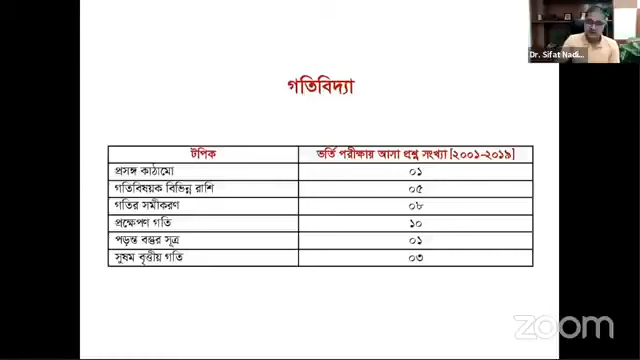 Dr. Sifat Nadi...
গতিবিদ্যা
টপিক ভর্তি পরীক্ষায় আসা প্রশ্ন সংখ্যা [২০০১-২০১৯]
প্রসঙ্গ কাঠামো ০১
গতিবিষয়ক বিভিন্ন রাশি ০৫
গতির সমীকরণ ০৮
প্রক্ষেপণ গতি ১০
পড়ন্ত বস্তুর সূত্র ০১
সুষম বৃত্তীয় গতি ০৩
zoom